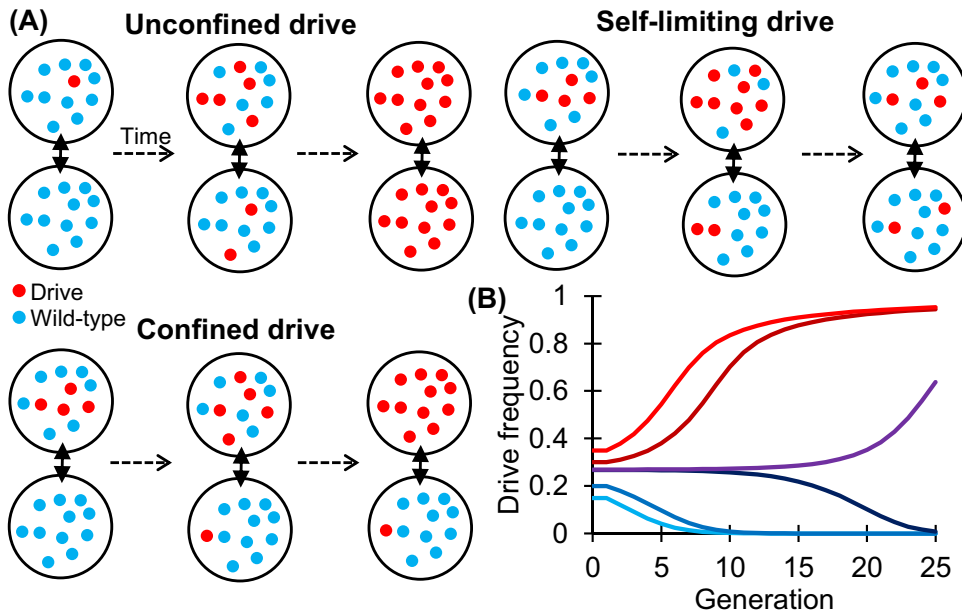 (A)
Unconfined drive
Self-limiting drive
Time
Drive
Wild-type
Confined drive
(B)
Drive frequency
1
0.8
0.6
0.4
0.2
0
0 5 10 15 20 25
Generation